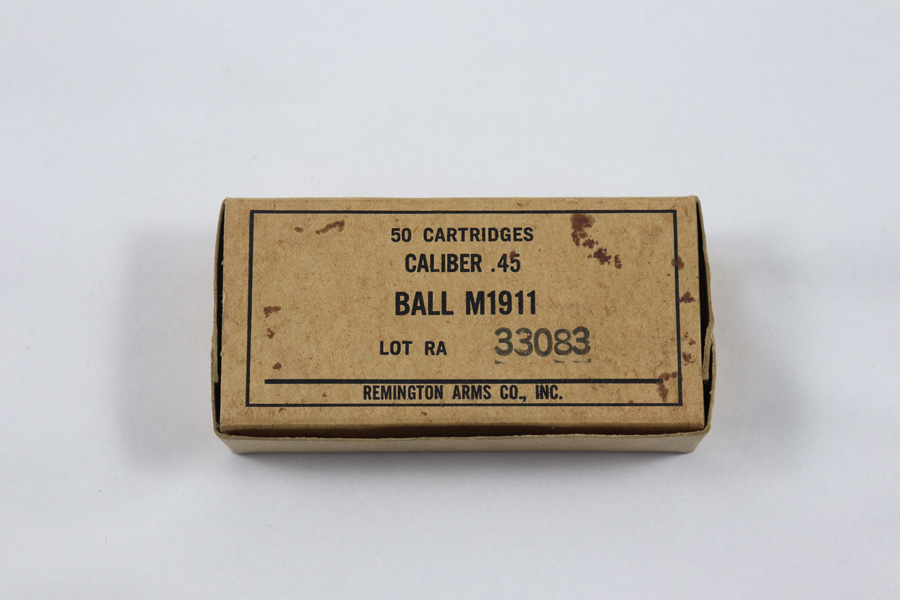 50 CARTRIDGES
CALIBER .45
BALL M1911
LOT RA 33083
REMINGTON ARMS CO., INC.